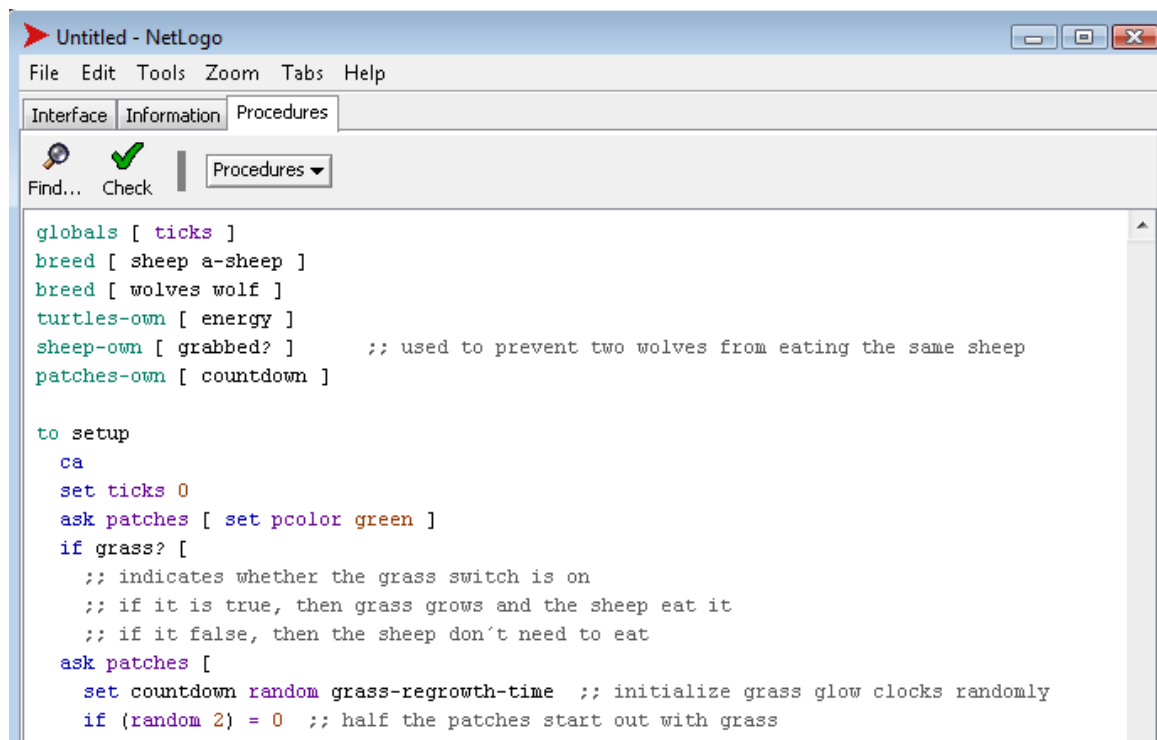 Untitled - NetLogo
File Edit Tools Zoom Tabs Help
Interface Information Procedures
Find... Check Procedures
globals [ ticks ]
breed [ sheep a-sheep ]
breed [ wolves wolf ]
turtles-own [ energy ]
sheep-own [ grabbed? ]      ;; used to prevent two wolves from eating the same sheep
patches-own [ countdown ]
to setup
  ca
  set ticks 0
  ask patches [ set pcolor green ]
  if grass? [
    ;; indicates whether the grass switch is on
    ;; if it is true, then grass grows and the sheep eat it
    ;; if it false, then the sheep don´t need to eat
  ask patches [
    set countdown random grass-regrowth-time  ;; initialize grass glow clocks randomly
    if (random 2) = 0  ;; half the patches start out with grass